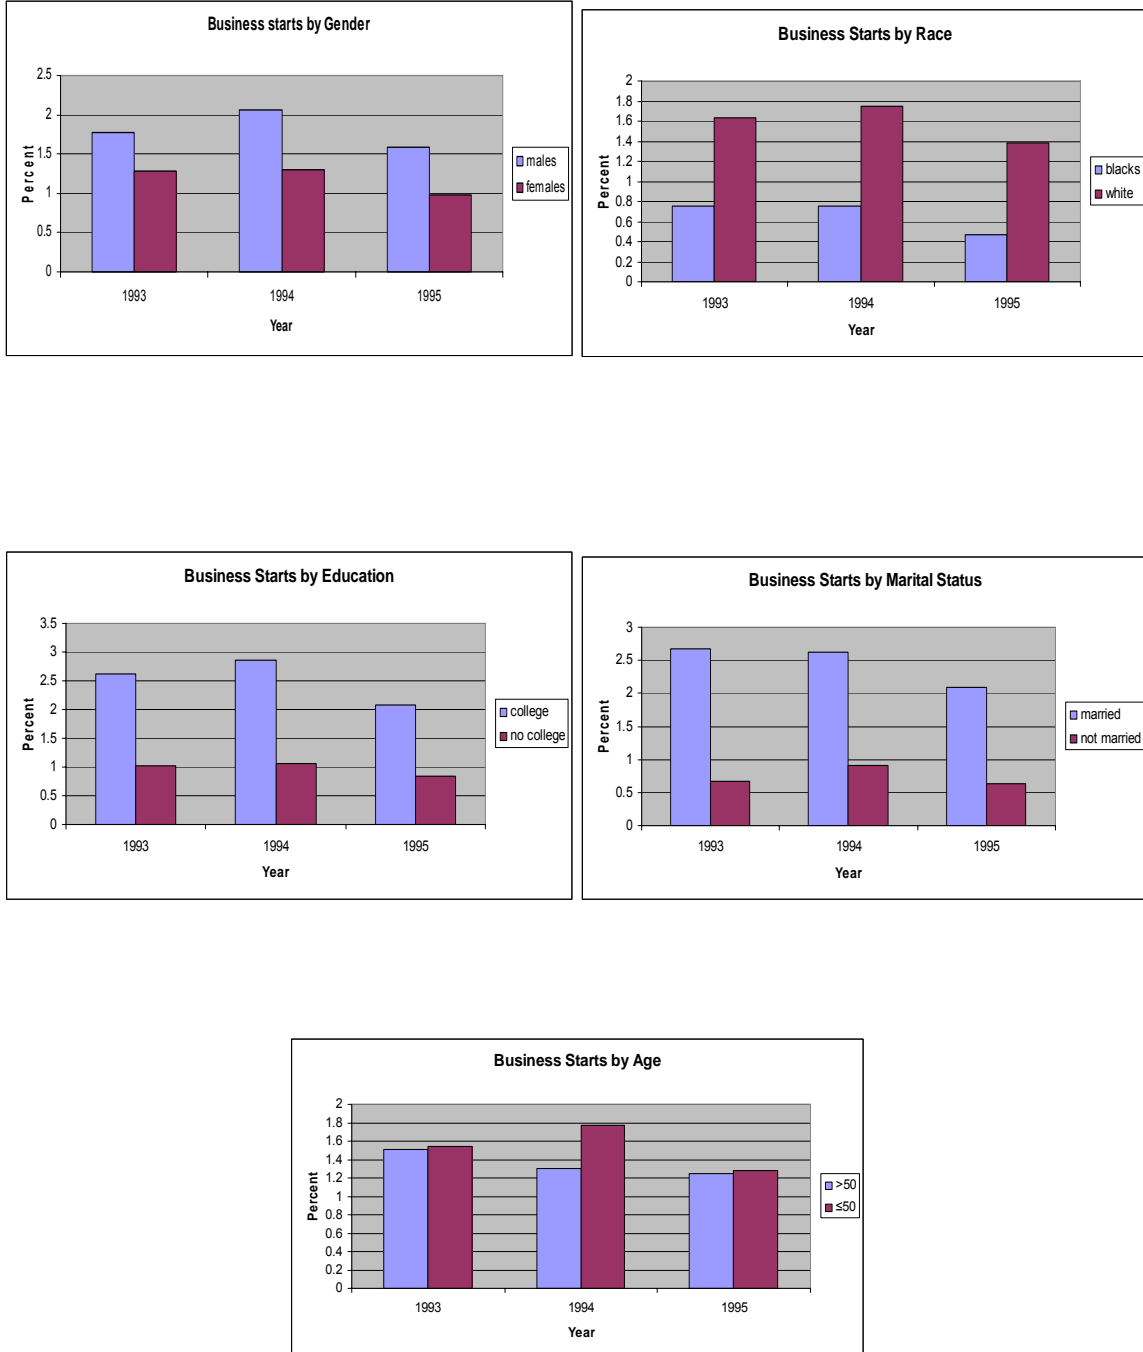 Business starts by Gender
2.5
2
1.5
1
0.5
0
Percent
1993
1994
1995
Year
males
females
Business Starts by Race
2
1.8
1.6
1.4
1.2
1
0.8
0.6
0.4
0.2
0
Percent
1993
1994
1995
Year
blacks
white
Business Starts by Education
3.5
3
2.5
2
1.5
1
0.5
0
Percent
1993
1994
1995
Year
college
no college
Business Starts by Marital Status
3
2.5
2
1.5
1
0.5
0
Percent
1993
1994
1995
Year
married
not married
Business Starts by Age
2
1.8
1.6
1.4
1.2
1
0.8
0.6
0.4
0.2
0
Percent
1993
1994
1995
Year
>50
≤50